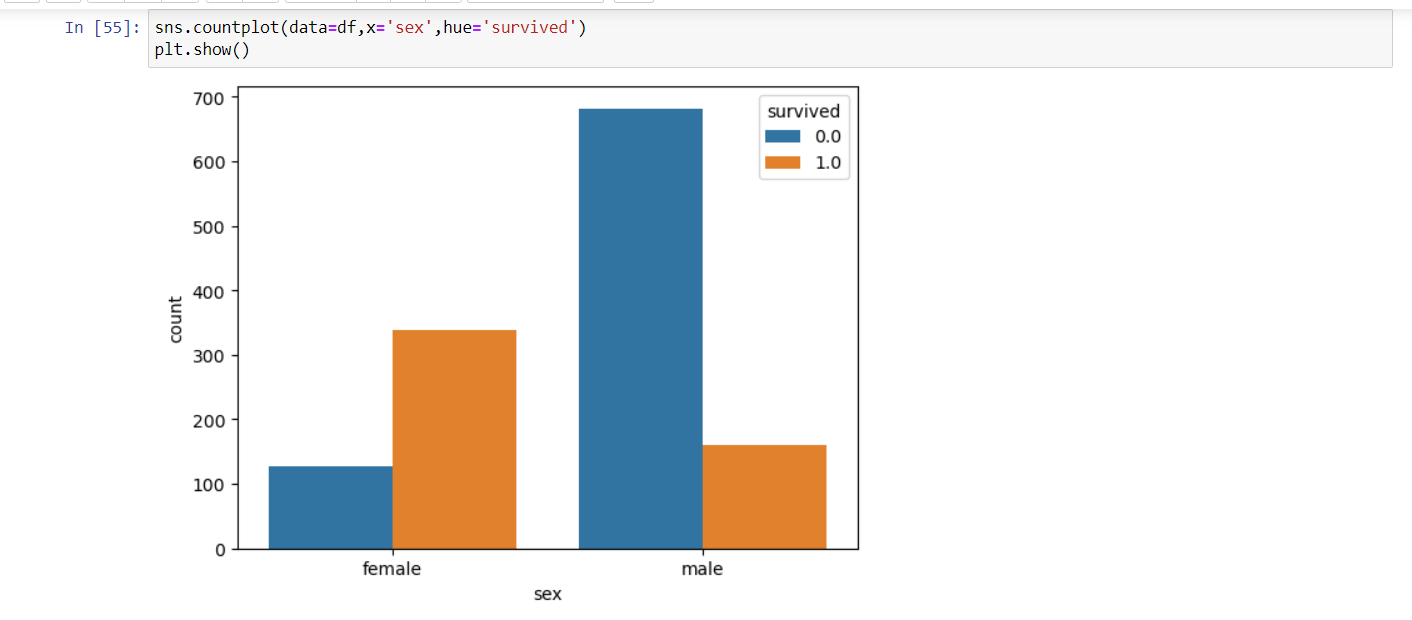 In [55]: sns.countplot(data=df,x='sex',hue='survived')
plt.show()
survived
0.0
1.0
700
600
500
400
300
200
100
0
count
female male
sex